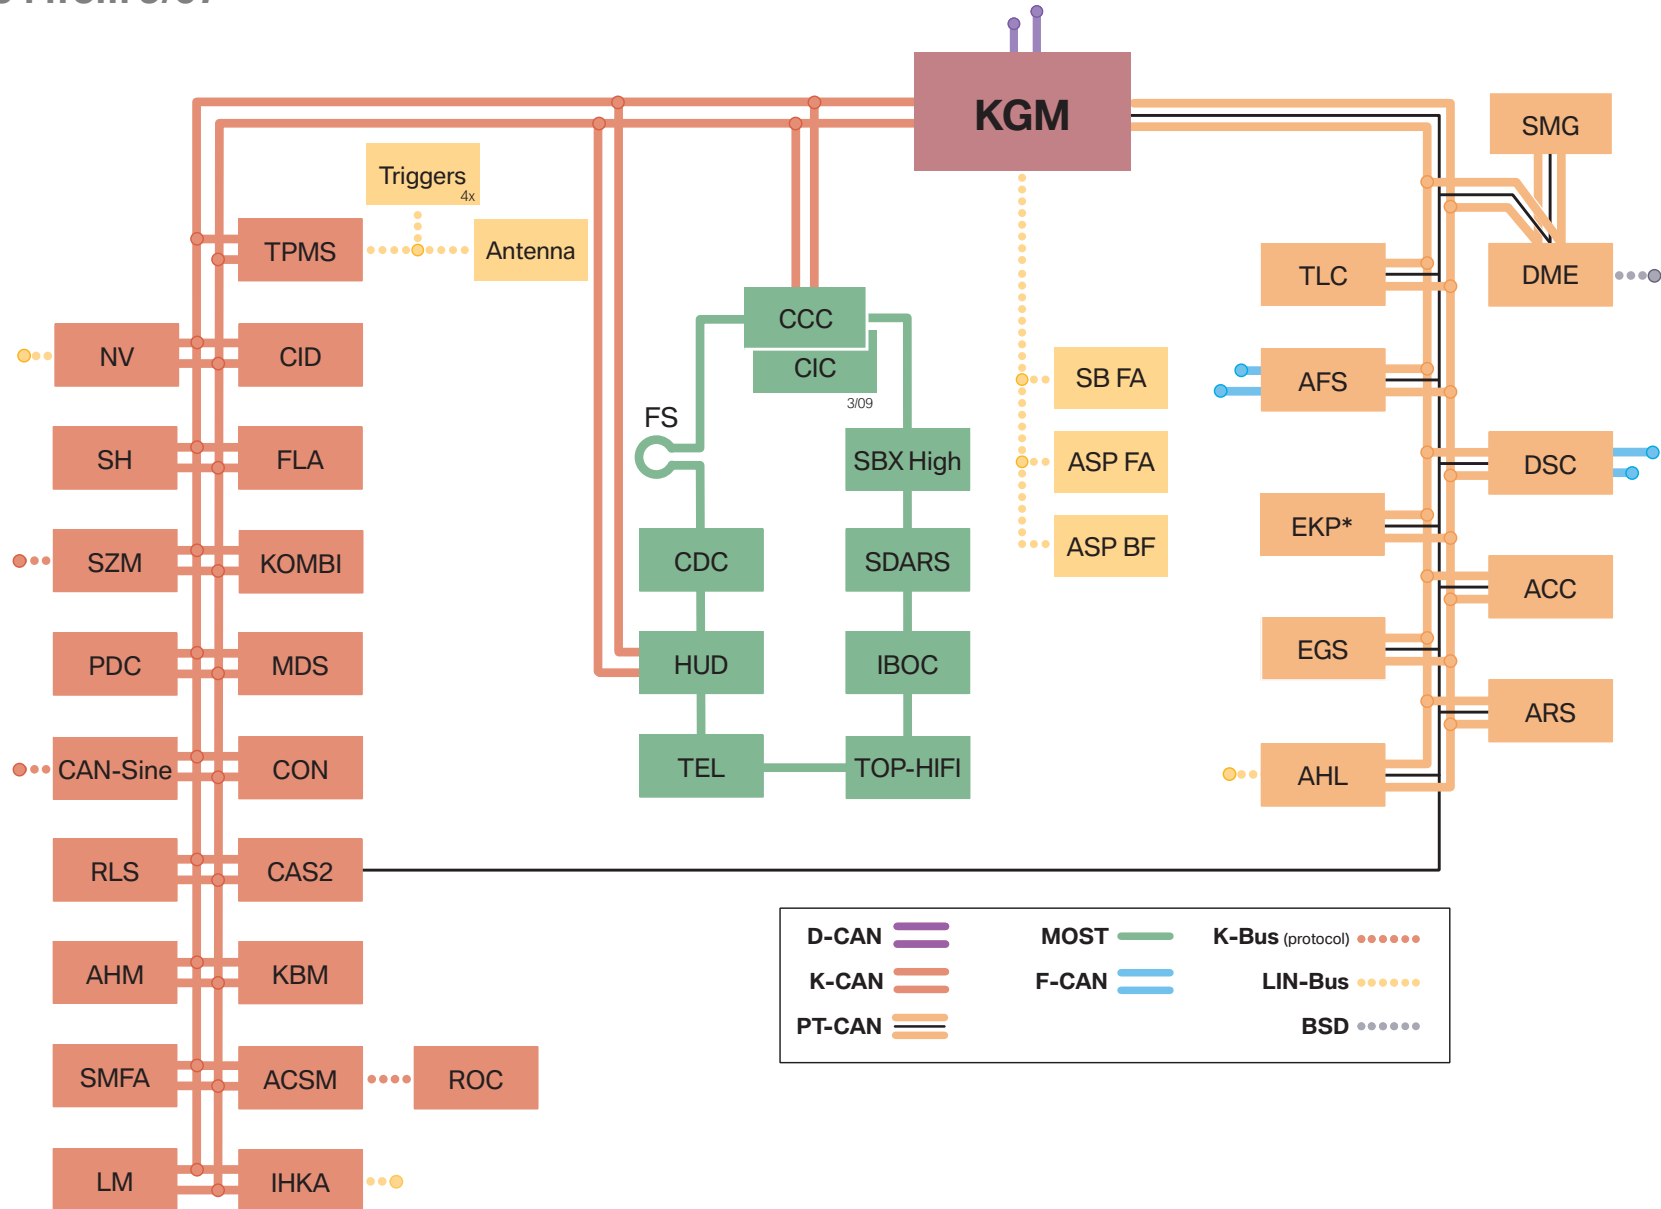 3/07
KGM
SMG
Triggers
4x
TPMS
Antenna
TLC
DME
CCC
NV
CID
CIC
SB FA
AFS
3/09
FS
SH
FLA
SBX High
ASP FA
DSC
EKP*
SZM
KOMBI
CDC
SDARS
ASP BF
ACC
PDC
MDS
HUD
IBOC
EGS
ARS
CAN-Sine
CON
TEL
TOP-HIFI
AHL
RLS
CAS2
D-CAN
MOST
K-Bus (protocol)
AHM
KBM
K-CAN
F-CAN
LIN-Bus
PT-CAN
BSD
SMFA
ACSM
ROC
LM
IHKA